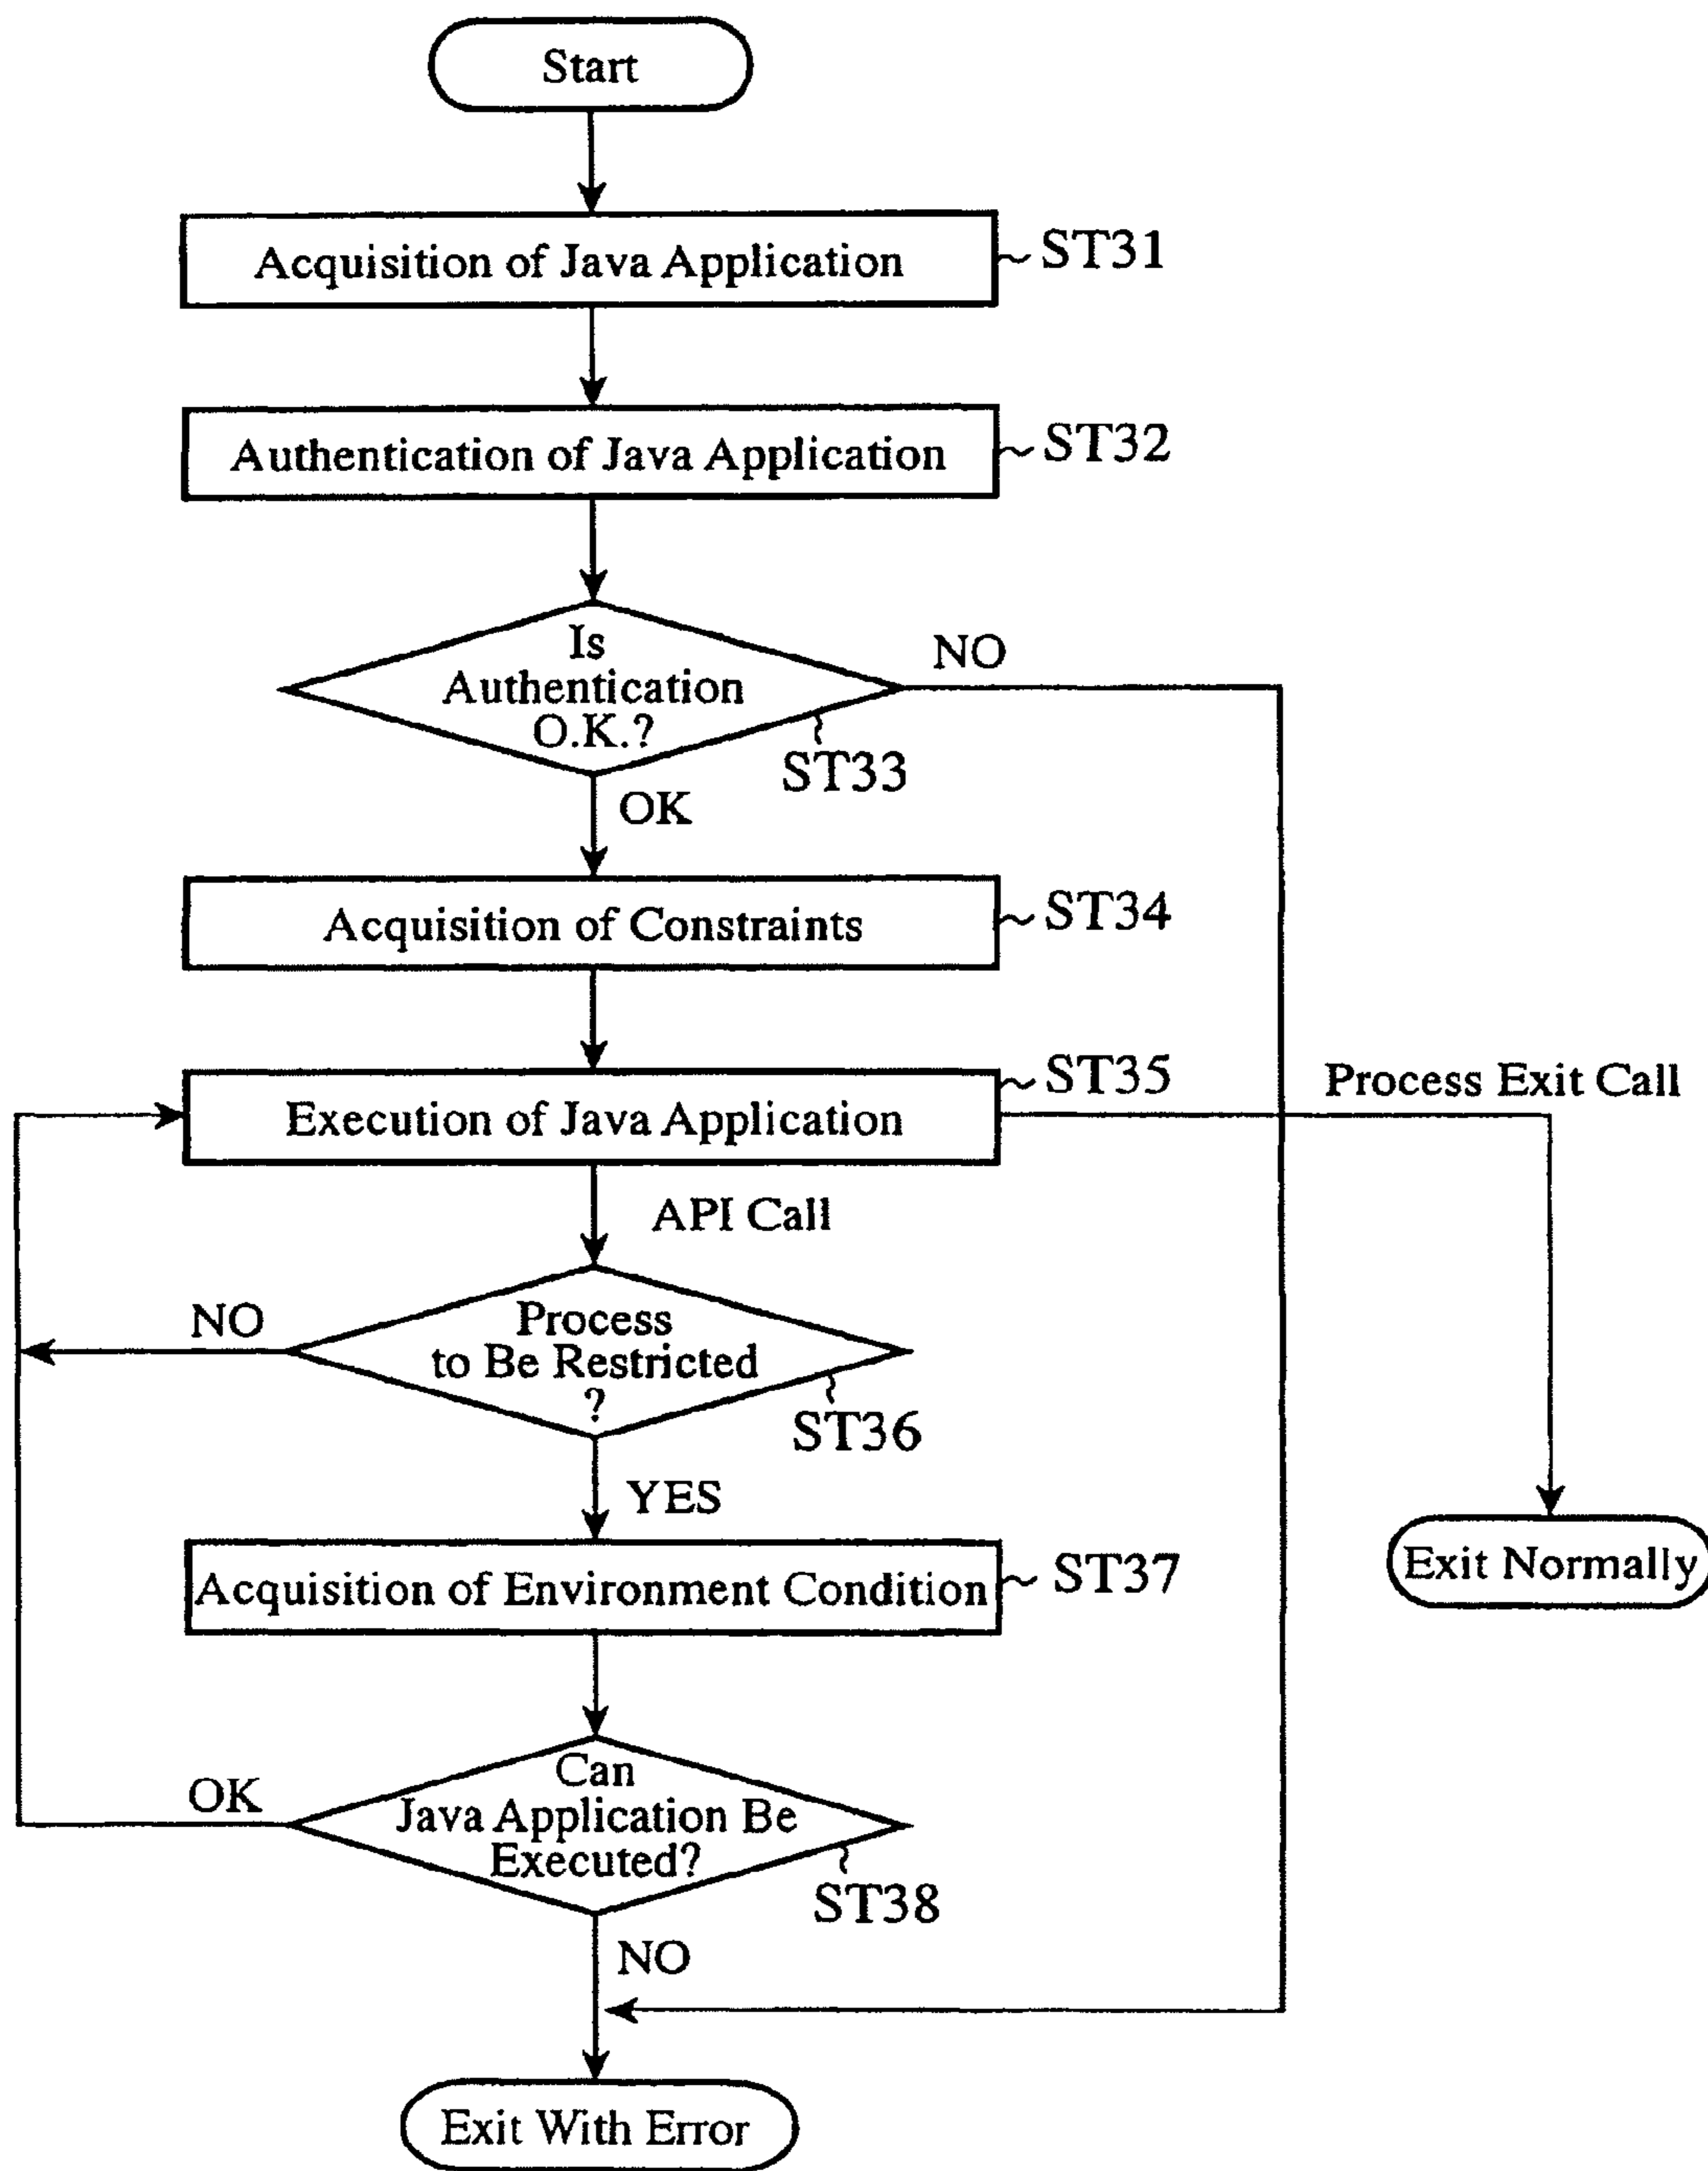 Start
Acquisition of Java Application
ST31
Authentication of Java Application
ST32
Is
Authentication
O.K.?
NO
ST33
OK
Acquisition of Constraints
ST34
Execution of Java Application
ST35
Process Exit Call
API Call
Process
to Be Restricted
?
NO
ST36
YES
Acquisition of Environment Condition
ST37
Exit Normally
Can
Java Application Be
Executed?
OK
ST38
NO
Exit With Error